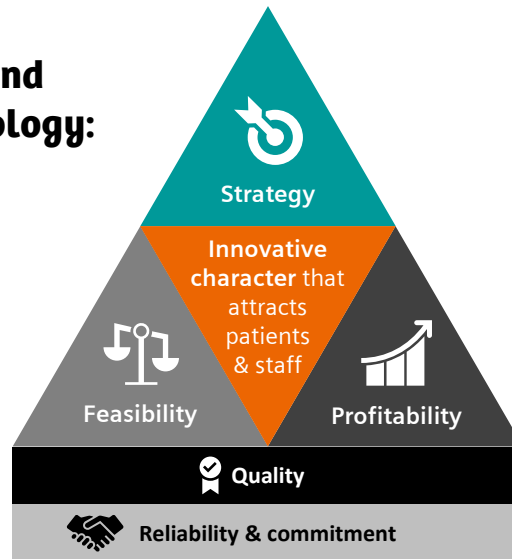 nd
ology:
Strategy
Innovative
character that
attracts
patients
& staff
Feasibility
Profitability
Quality
Reliability & commitment